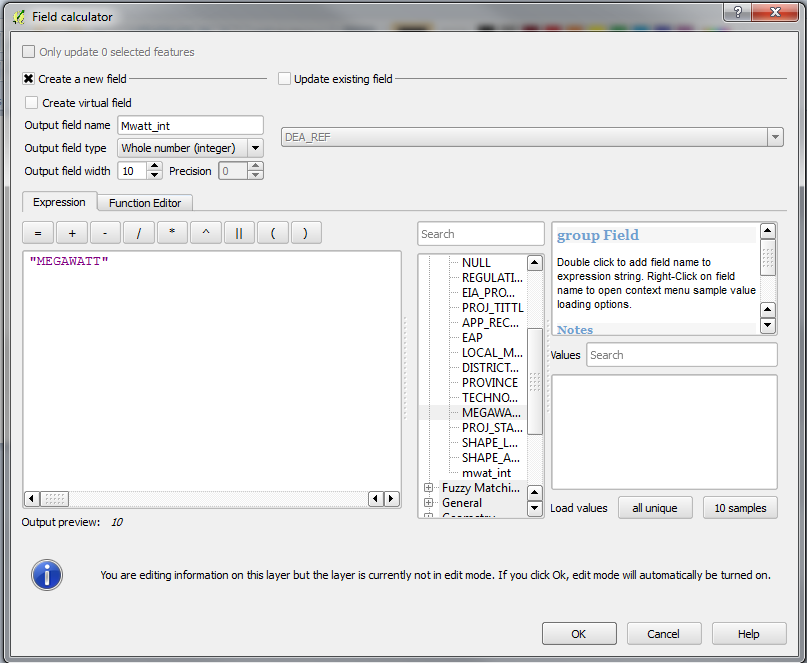 Field calculator
?
Only update 0 selected features
Create a new field
Update existing field
Create virtual field
Output field name Mwatt_int
Output field type Whole number (integer)
DEA_REF
Output field width 10 Precision 0
Expression Function Editor
= + - / * ^ || ( )
"MEGAWATT"
Search
NULL
REGULATI...
EIA_PRO...
PROJ_TITTL
APP_REC...
EAP
LOCAL_M...
DISTRICT...
PROVINCE
TECHNO...
MEGAWA...
PROJ_STA...
SHAPE_L...
SHAPE_A...
mwat_int
Fuzzy Matchi...
General
Geometry
group Field
Double click to add field name to
expression string. Right-Click on field
name to open context menu sample value
loading options.
Notes
Values Search
Load values all unique 10 samples
Output preview: 10
You are editing information on this layer but the layer is currently not in edit mode. If you click Ok, edit mode will automatically be turned on.
OK Cancel Help